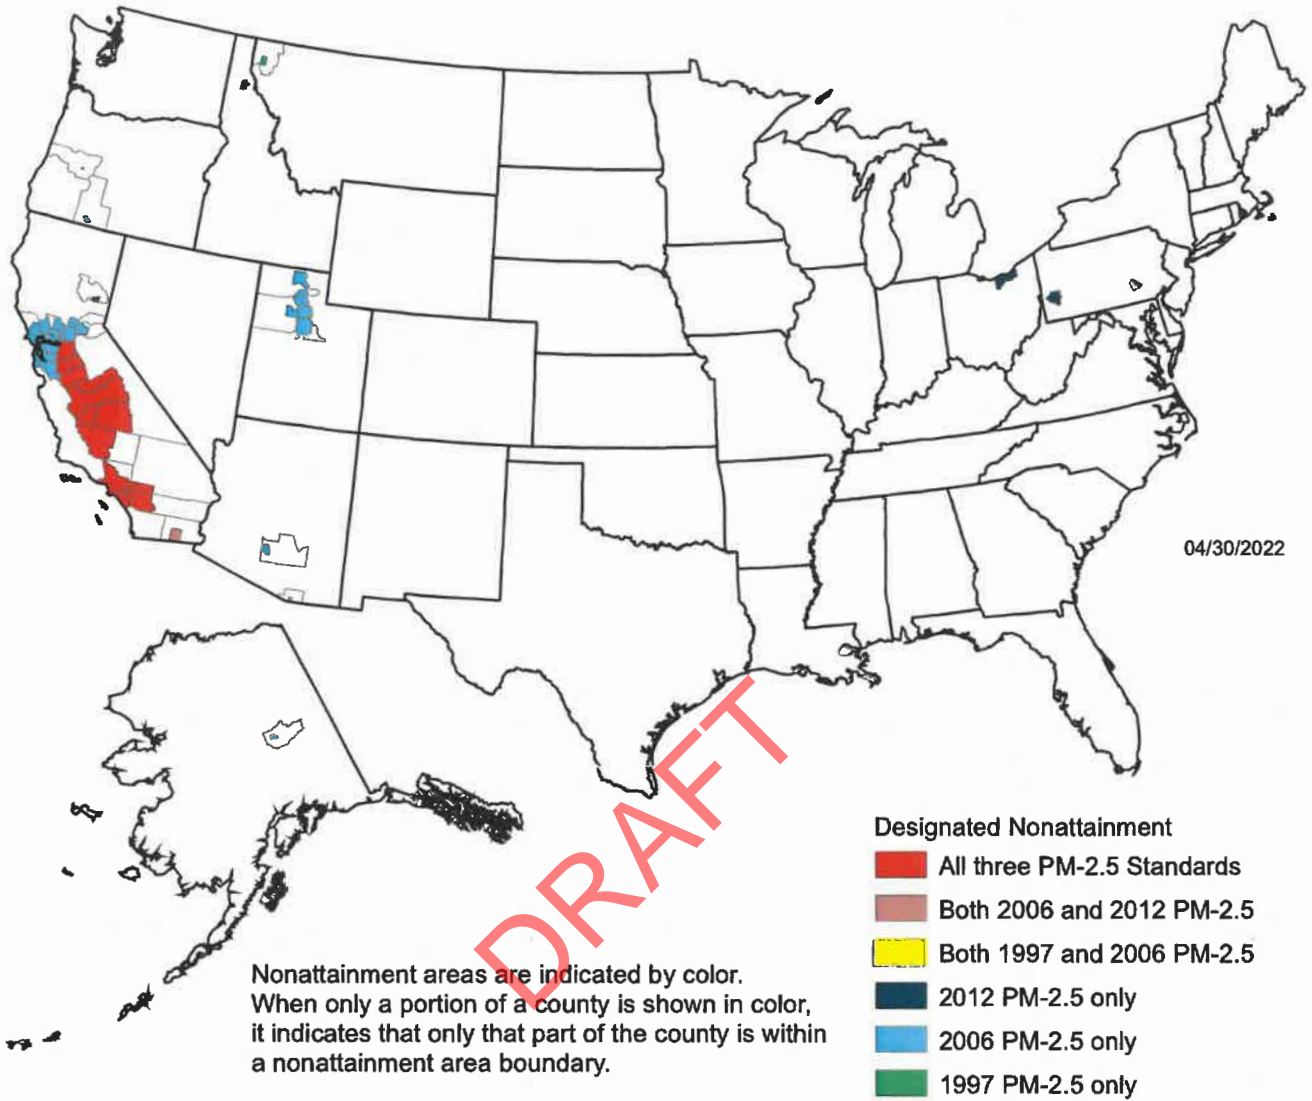 04/30/2022
DRAFT
Designated Nonattainment
All three PM-2.5 Standards
Both 2006 and 2012 PM-2.5
Both 1997 and 2006 PM-2.5
2012 PM-2.5 only
2006 PM-2.5 only
1997 PM-2.5 only
Nonattainment areas are indicated by color.
When only a portion of a county is shown in color,
it indicates that only that part of the county is within
a nonattainment area boundary.